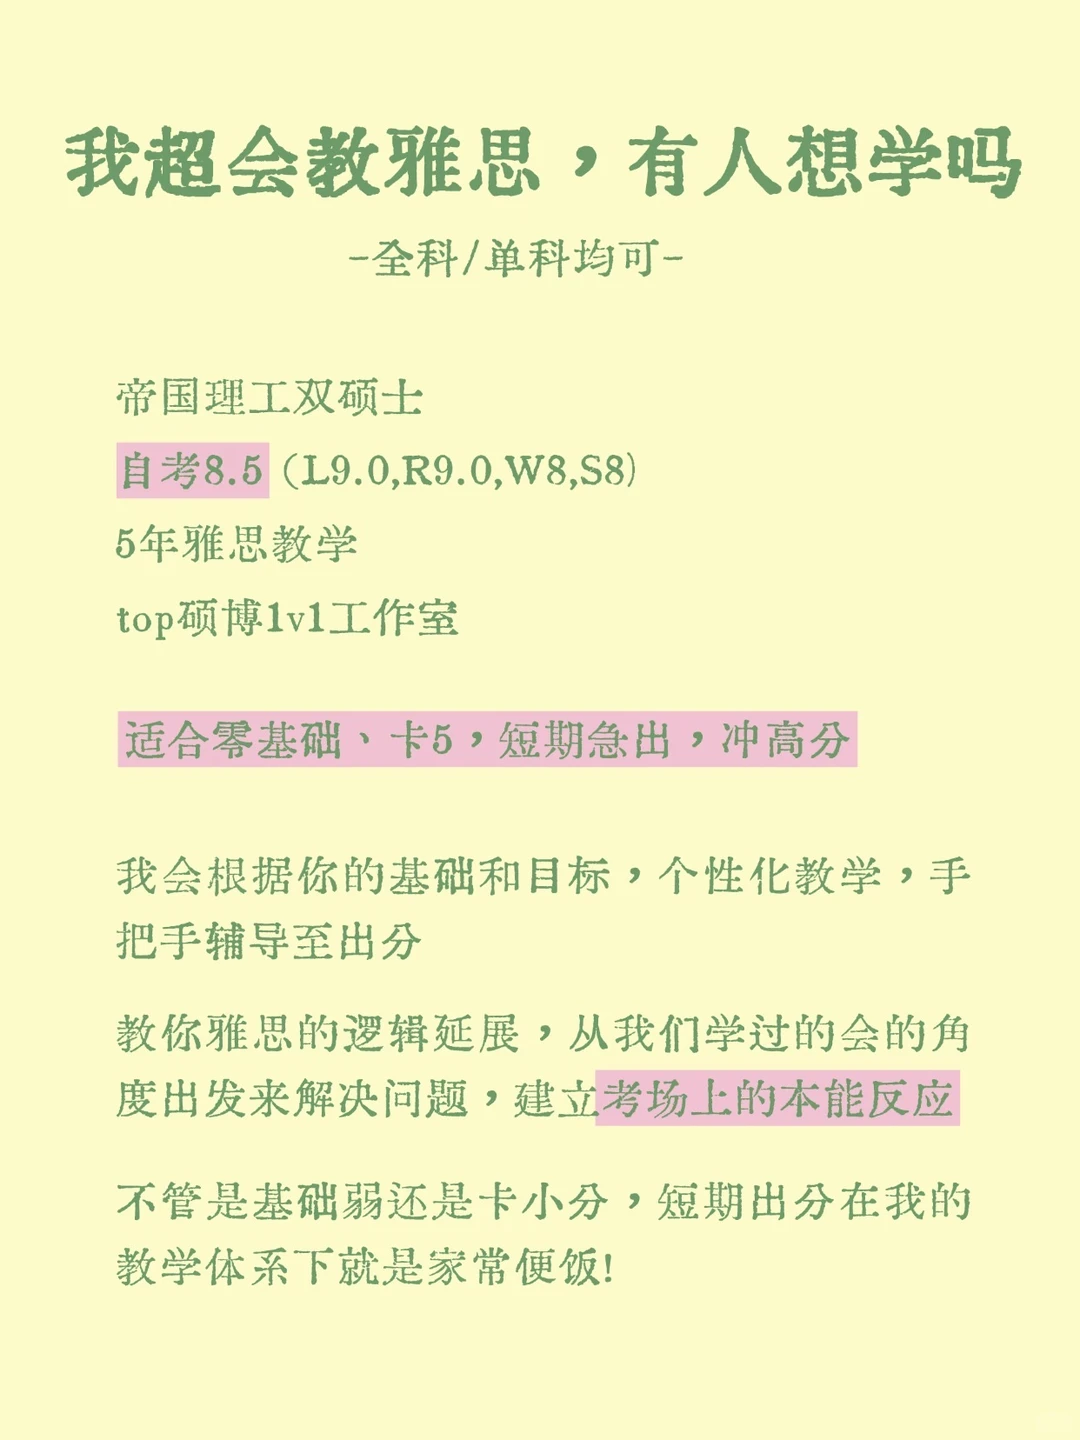 我超会教雅思，有人想学吗
-全科/单科均可-
帝国理工双硕士
自考8.5（L9.0,R9.0,W8,S8）
5年雅思教学
top硕博1v1工作室
适合零基础、卡5，短期急出，冲高分
我会根据你的基础和目标，个性化教学，手
把手辅导至出分
教你雅思的逻辑延展，从我们学过的会的角
度出发来解决问题，建立考场上的本能反应
不管是基础弱还是卡小分，短期出分在我的
教学体系下就是家常便饭!